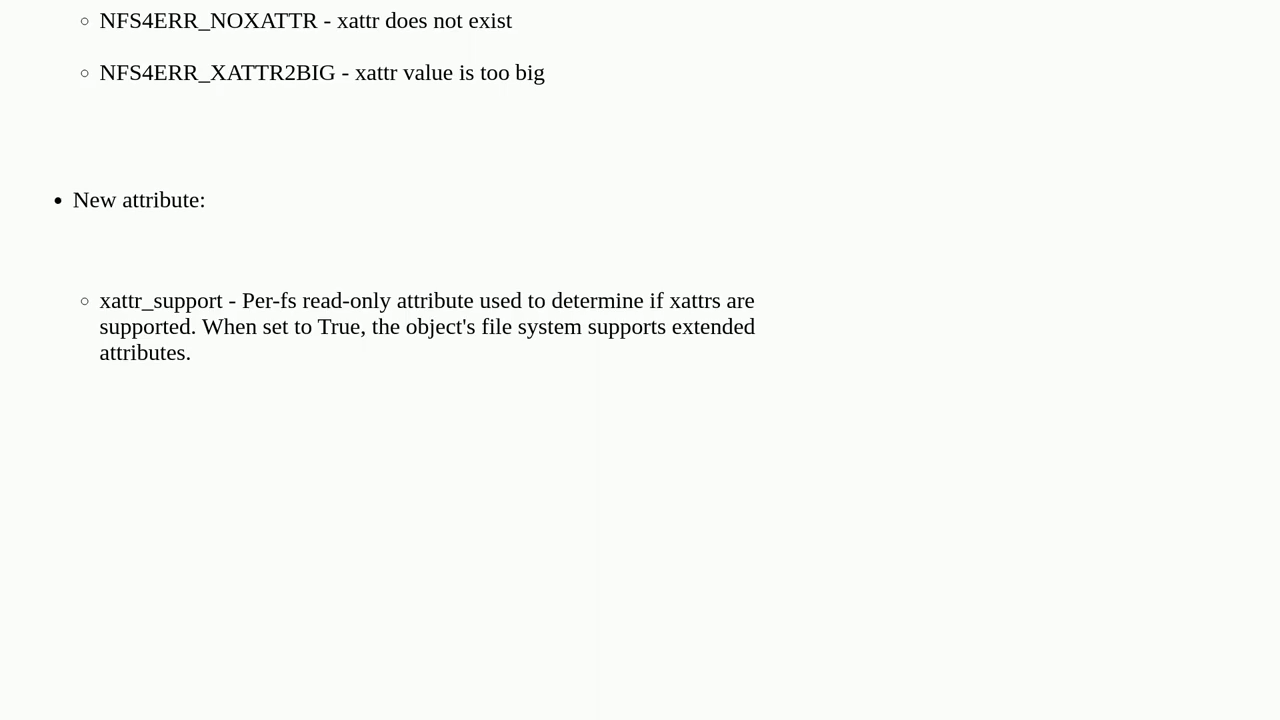 NFS4ERR_NOXATTR - xattr does not exist
NFS4ERR_XATTR2BIG - xattr value is too big
New attribute:
xattr_support - Per-fs read-only attribute used to determine if xattrs are
supported. When set to True, the object's file system supports extended
attributes.